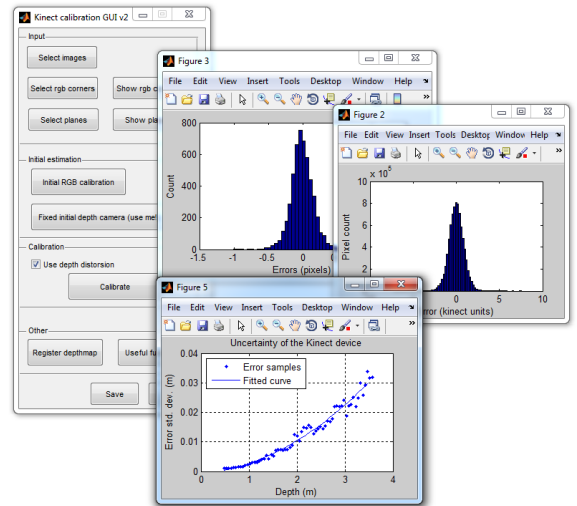 Kinect calibration GUI v2
Input
Select images
Select rgb corners
Show rgb c
Select planes
Show pla
Initial estimation
Initial RGB calibration
Fixed initial depth camera (use met
Calibration
Use depth distorsion
Calibrate
Other
Register depthmap
Useful fu
Save
Figure 3
File Edit View Insert Tools Desktop Window Help
800
600
400
200
0
Count
-1.5 -1 -0.5 0
Errors (pixels)
Figure 2
File Edit View Insert Tools Desktop Window Help
x 10^5
10
8
6
4
2
Pixel count
0 5 10
rror (kinect units)
Figure 5
File Edit View Insert Tools Desktop Window Help
Uncertainty of the Kinect device
Error samples
Fitted curve
0.04
0.03
0.02
0.01
0
Error std. dev. (m)
0 1 2 3 4
Depth (m)